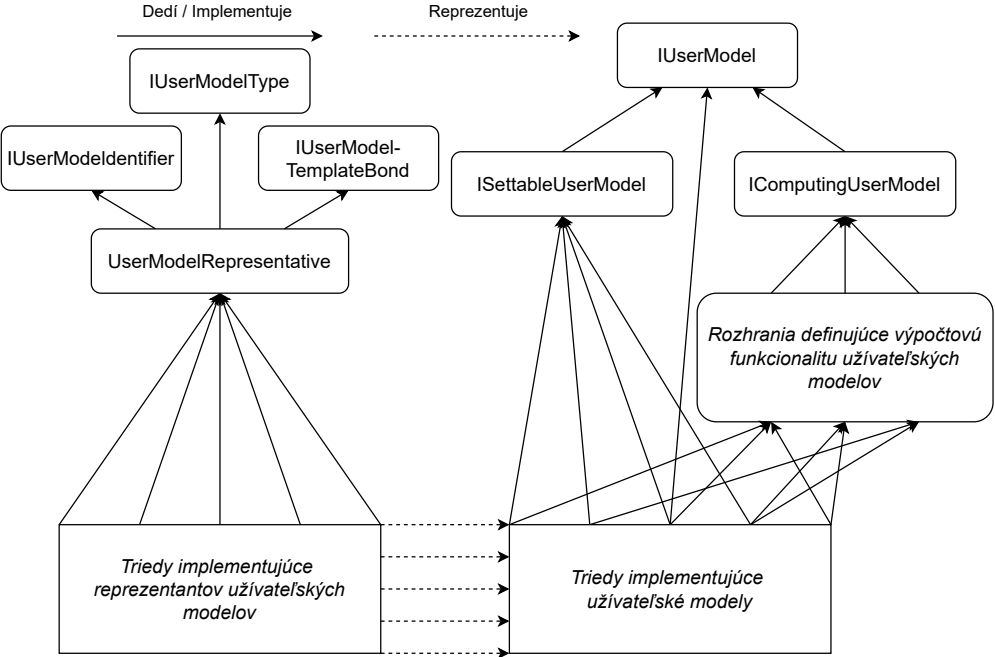 Dedí / Implementuje
Reprezentuje
IUserModel
IUserModelType
IUserModeIdentifier
IUserModel-
TemplateBond
ISettableUserModel
IComputingUserModel
UserModelRepresentative
Rozhrania definujúce výpočtovú
funkcionalitu užívateľských
modelov
Triedy implementujúce
reprezentantov užívateľských
modelov
Triedy implementujúce
užívateľské modely